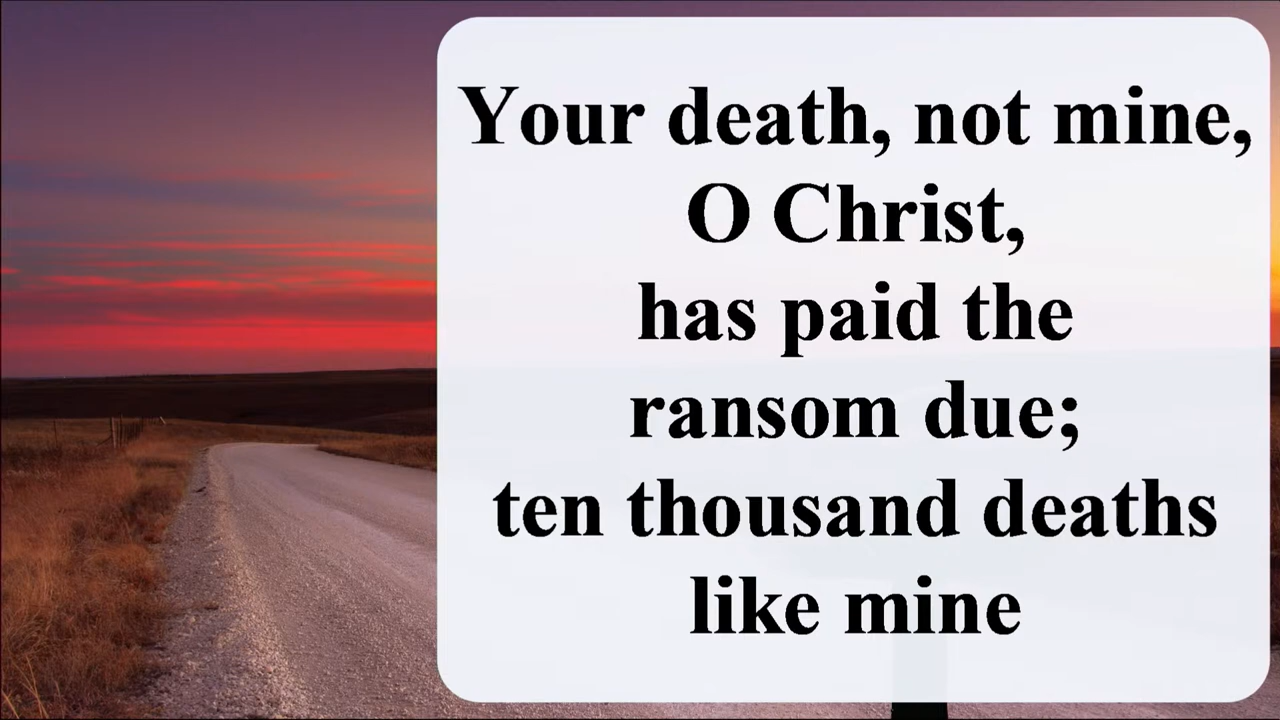 Your death, not mine,
O Christ,
has paid the
ransom due;
ten thousand deaths
like mine